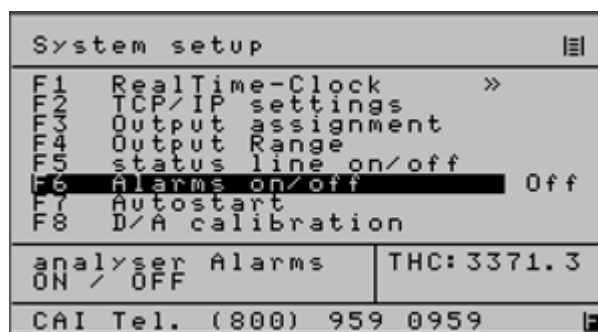 System setup
F1 RealTime-Clock »
F2 TCP/IP settings
F3 Output assignment
F4 Output Range
F5 status line on/off
F6 Alarms on/off Off
F7 Autostart
F8 D/A calibration
analyser Alarms
ON / OFF
THC:3371.3
CAI Tel. (800) 959 0959